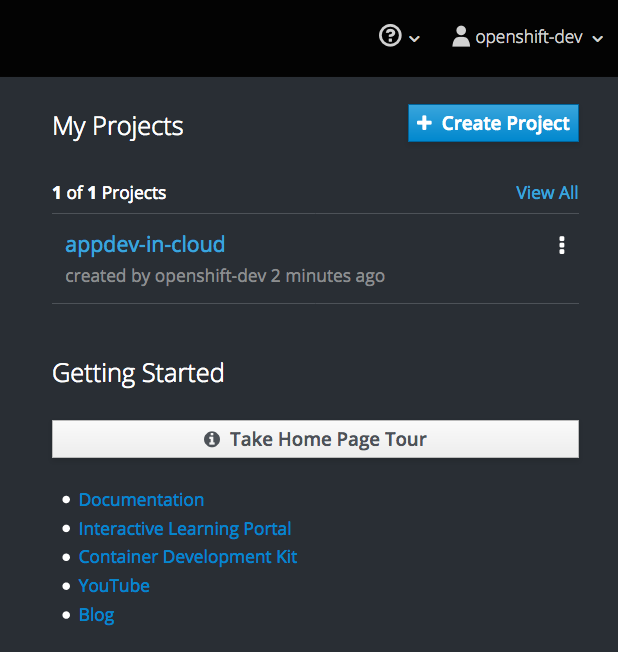 openshift-dev
My Projects
Create Project
1 of 1 Projects
View All
appdev-in-cloud
created by openshift-dev 2 minutes ago
Getting Started
Take Home Page Tour
Documentation
Interactive Learning Portal
Container Development Kit
YouTube
Blog